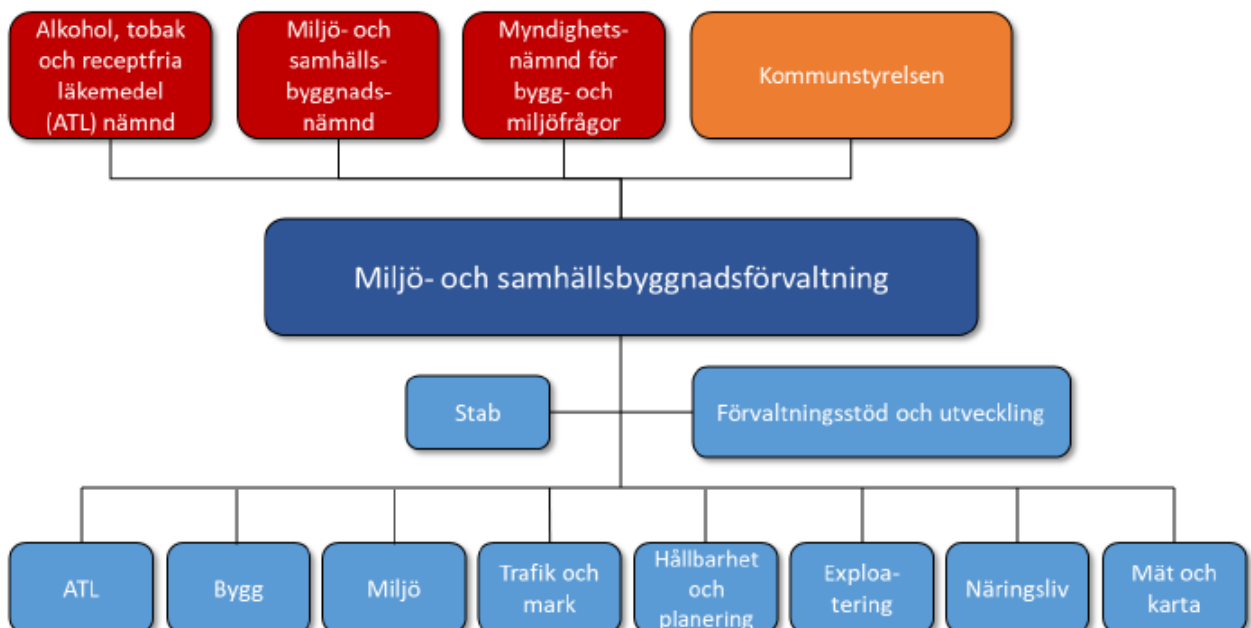 Alkohol, tobak
och receptfria
läkemedel
(ATL) nämnd
Miljö- och
samhälls-
byggnads-
nämnd
Myndighets-
nämnd för
bygg- och
miljöfrågor
Kommunstyrelsen
Miljö- och samhällsbyggnadsförvaltning
Stab
Förvaltningsstöd och utveckling
ATL
Bygg
Miljö
Trafik och
mark
Hållbarhet
och
planering
Exploa-
tering
Näringsliv
Mät och
karta